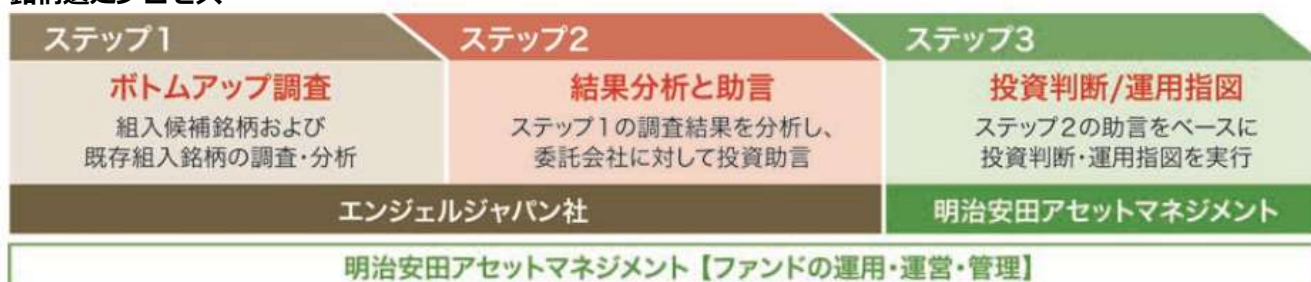 ステップ1
ステップ2
ステップ3
ボトムアップ調査
組入候補銘柄および
既存組入銘柄の調査・分析
結果分析と助言
ステップ1の調査結果を分析し、
委託会社に対して投資助言
投資判断/運用指図
ステップ2の助言をベースに
投資判断・運用指図を実行
エンジェルジャパン社
明治安田アセットマネジメント
明治安田アセットマネジメント【ファンドの運用・運営・管理】